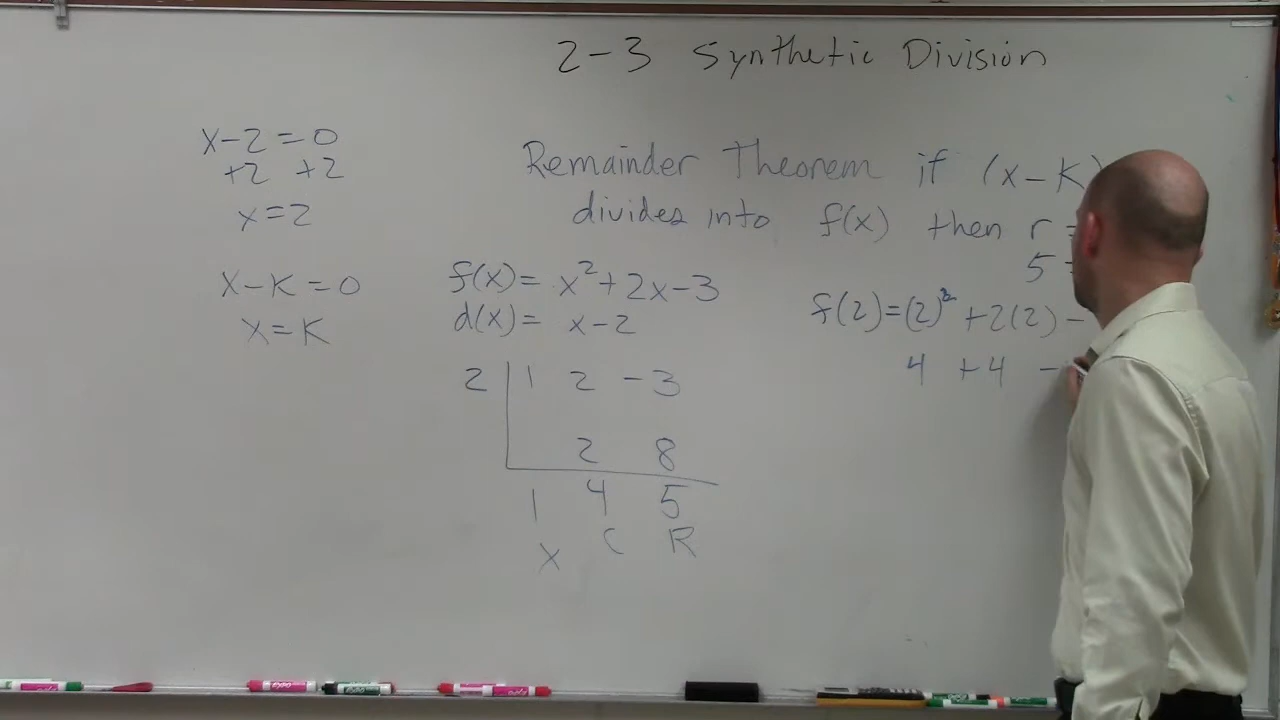 2-3 Synthetic Division
x-2=0
+2 +2
x=2
x-K=0
x=K
Remainder Theorem if (x-K)
divides into f(x) then r=
5=
f(x)= x²+2x-3
d(x)= x-2
2 1 2 -3
2 8
1 4 5
X C R
f(2)=(2)² +2(2) -
4 +4 -
EXPO